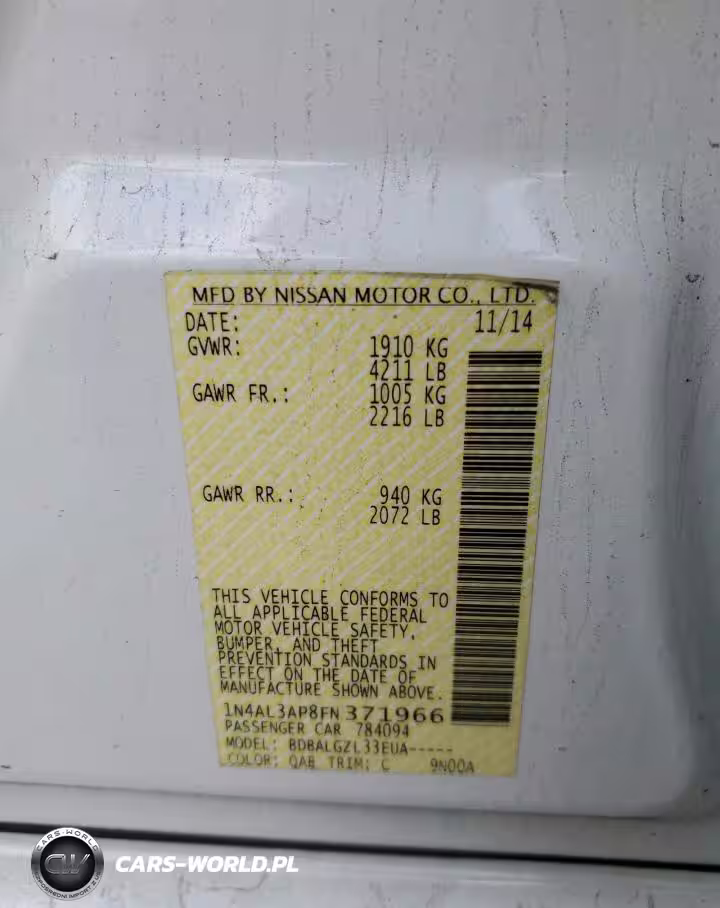 MFD BY NISSAN MOTOR CO., LTD.
DATE: 11/14
GVWR: 1910 KG
4211 LB
GAWR FR.: 1005 KG
2216 LB
GAWR RR.: 940 KG
2072 LB
THIS VEHICLE CONFORMS TO
ALL APPLICABLE FEDERAL
MOTOR VEHICLE SAFETY,
BUMPER, AND THEFT
PREVENTION STANDARDS IN
EFFECT ON THE DATE OF
MANUFACTURE SHOWN ABOVE.
1N4AL3AP8FN371966
PASSENGER CAR 784094
MODEL: BDBALGZL33EUA-----
COLOR: QAB TRIM: C 9N00A
CARS-WORLD
CW
CARS-WORLD.PL